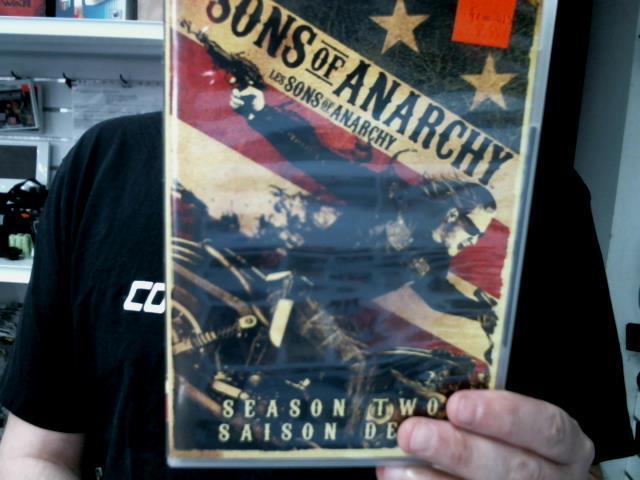 SONS OF ANARCHY
LES SONS OF ANARCHY
SEASON TWO
SAISON DE
CO